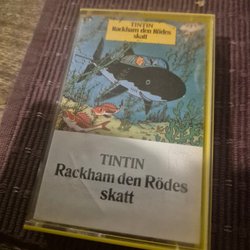 TINTIN
Rackham den Rödes
skatt
TINTIN
Rackham den Rödes
skatt